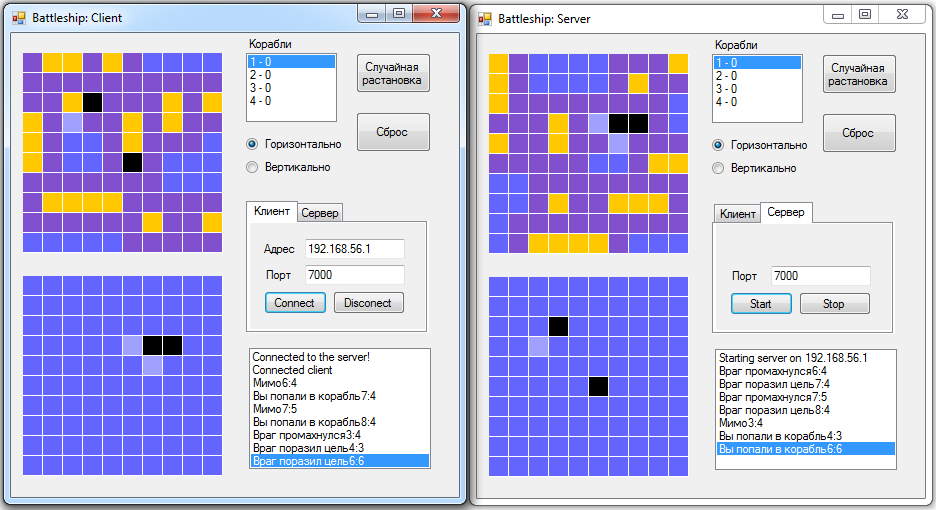 Battleship: Client
Корабли
1 - 0
2 - 0
3 - 0
4 - 0
Случайная
растановка
Сброс
Горизонтально
Вертикально
Клиент
Сервер
Адрес
192.168.56.1
Порт
7000
Connect
Disconect
Connected to the server!
Connected client
Мимо6:4
Вы попали в корабль7:4
Мимо7:5
Вы попали в корабль8:4
Враг промахнулся3:4
Враг поразил цель4:3
Враг поразил цель6:6
Battleship: Server
Корабли
1 - 0
2 - 0
3 - 0
4 - 0
Случайная
растановка
Сброс
Горизонтально
Вертикально
Клиент
Сервер
Порт
7000
Start
Stop
Starting server on 192.168.56.1
Враг промахнулся6:4
Враг поразил цель7:4
Враг промахнулся7:5
Враг поразил цель8:4
Мимо3:4
Вы попали в корабль4:3
Вы попали в корабль6:6